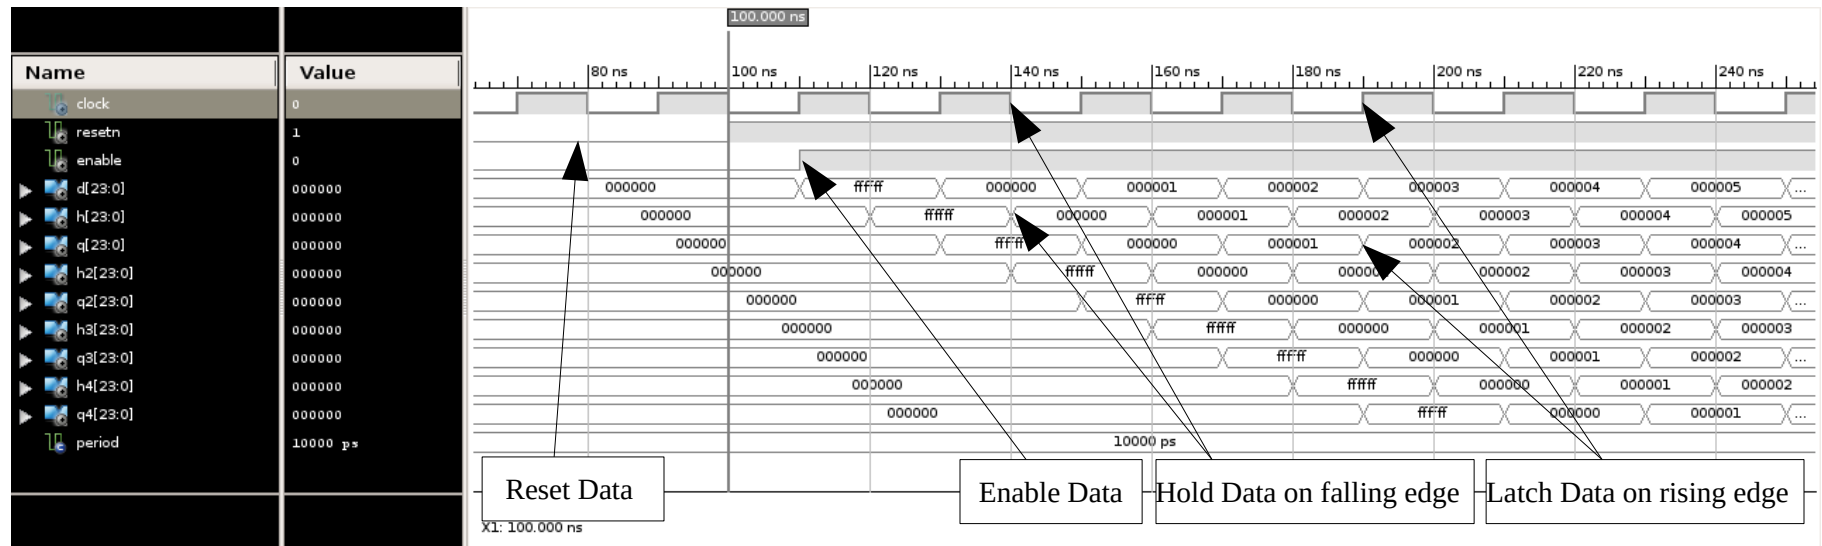 100.000 ns
Name Value
80 ns 100 ns 120 ns 140 ns 160 ns 180 ns 200 ns 220 ns 240 ns
clock 0
resetn 1
enable 0
d[23:0] 000000 000000 ffffff 000000 000001 000002 000003 000004 000005 ...
h[23:0] 000000 000000 ffffff 000000 000001 000002 000003 000004 000005
q[23:0] 000000 000000 ffffff 000000 000001 000002 000003 000004 ...
h2[23:0] 000000 000000 ffffff 000000 000002 000003 000004
q2[23:0] 000000 000000 ffffff 000000 000001 000002 000003 ...
h3[23:0] 000000 000000 ffffff 000000 000001 000002 000003
q3[23:0] 000000 000000 ffffff 000000 000001 000002 ...
h4[23:0] 000000 000000 ffffff 000000 000001 000002
q4[23:0] 000000 000000 ffffff 000000 000001 ...
period 10000 ps 10000 ps
Reset Data Enable Data Hold Data on falling edge Latch Data on rising edge
X1: 100.000 ns